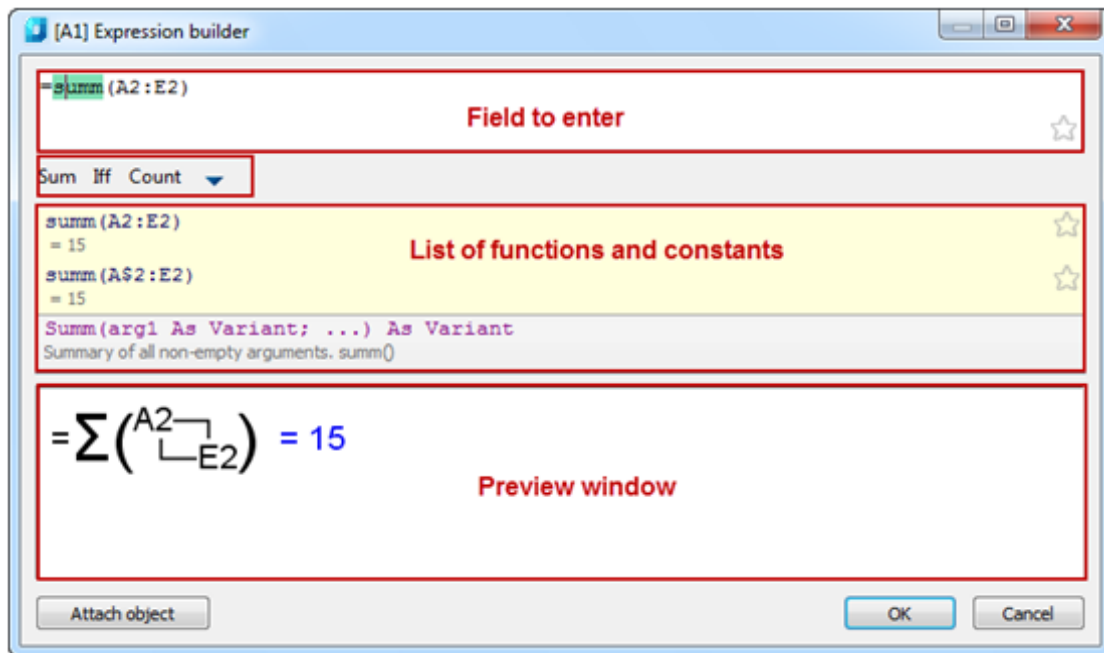 [A1] Expression builder
=summ(A2:E2)
Field to enter
Sum Iff Count
summ(A2:E2)
= 15
List of functions and constants
summ(A$2:E2)
= 15
Summ(arg1 As Variant; ...) As Variant
Summary of all non-empty arguments. summ()
=Σ(A2 E2) = 15
Preview window
Attach object
OK
Cancel